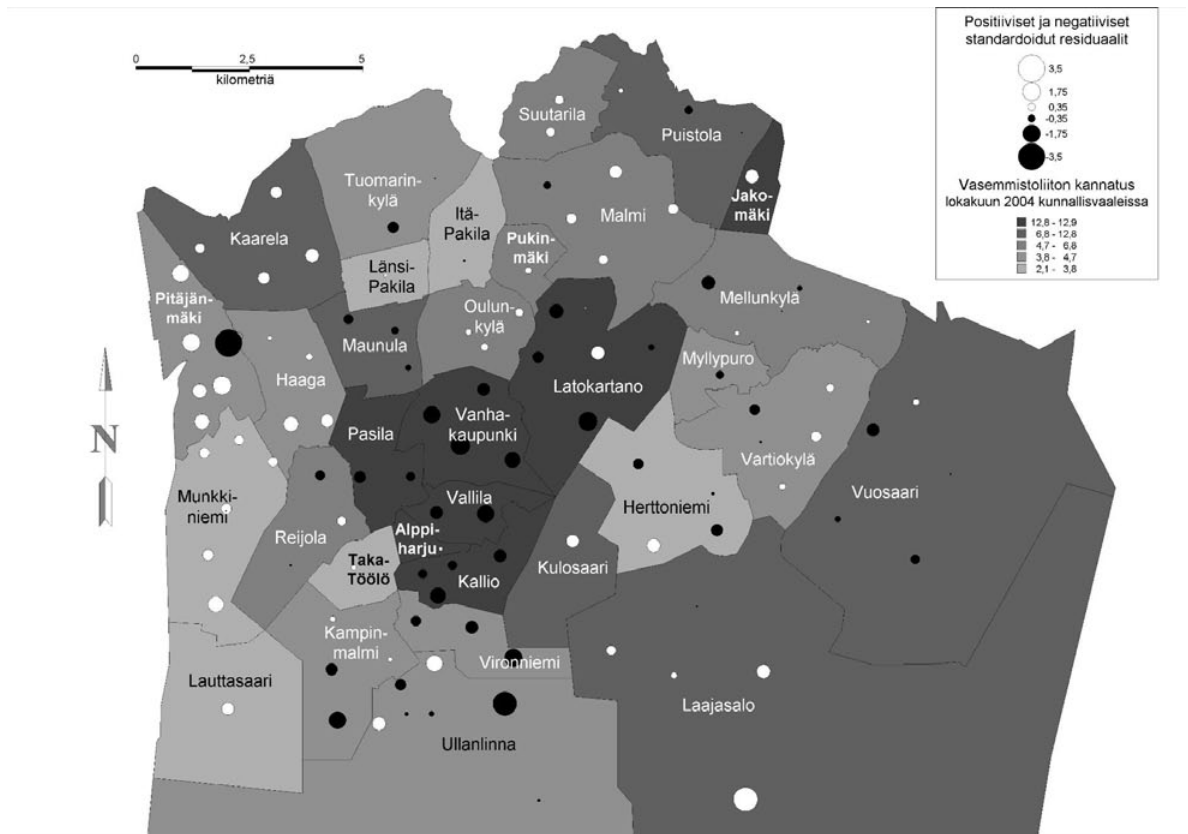 Positiiviset ja negatiiviset
standardoidut residuaalit
3,5
1,75
0,35
-0,35
-1,75
-3,5
Vasemmistoliiton kannatus
lokakuun 2004 kunnallisvaaleissa
12,8 - 12,9
6,8 - 12,8
4,7 - 6,8
3,8 - 4,7
2,1 - 3,8
0
2,5
5
kilometriä
N
Suutarila
Puistola
Tuomarin-
kylä
Itä-
Pakila
Jako-
mäki
Malmi
Kaarela
Pukin-
mäki
Länsi-
Pakila
Pitäjän-
mäki
Mellunkylä
Oulun-
kylä
Maunula
Haaga
Myllypuro
Latokartano
Vanha-
kaupunki
Pasila
Vartiokylä
Vuosaari
Munkki-
niemi
Vallila
Herttoniemi
Alppi-
harju
Reijola
Taka-
Töölö
Kallio
Kulosaari
Kampin-
malmi
Vironniemi
Lauttasaari
Laajasalo
Ullanlinna